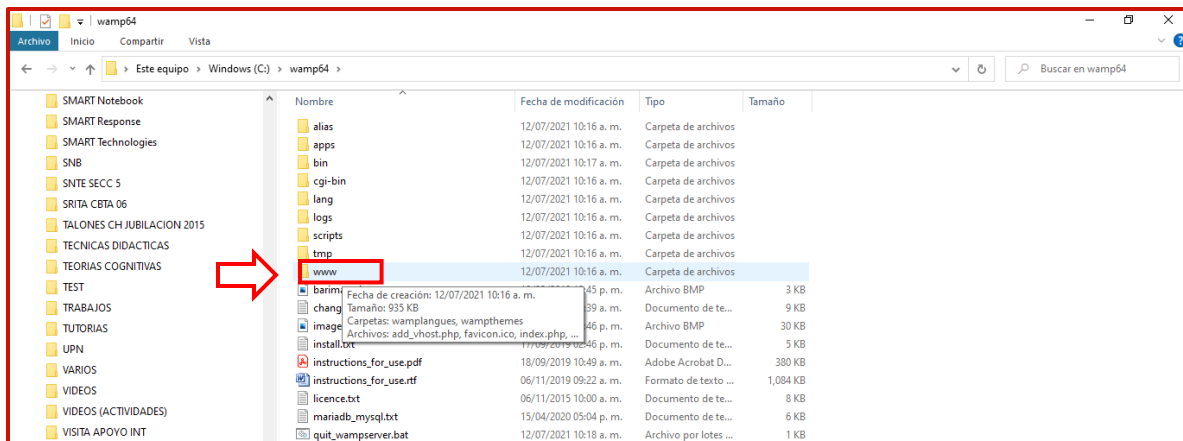 wamp64
Archivo Inicio Compartir Vista
Este equipo > Windows (C:) > wamp64 >
Buscar en wamp64
SMART Notebook
SMART Response
SMART Technologies
SNB
SNTE SECC 5
SRITA CBTA 06
TALONES CH JUBILACION 2015
TECNICAS DIDACTICAS
TEORIAS COGNITIVAS
TEST
TRABAJOS
TUTORIAS
UPN
VARIOS
VIDEOS
VIDEOS (ACTIVIDADES)
VISITA APOYO INT
Nombre Fecha de modificación Tipo Tamaño
alias 12/07/2021 10:16 a. m. Carpeta de archivos
apps 12/07/2021 10:16 a. m. Carpeta de archivos
bin 12/07/2021 10:17 a. m. Carpeta de archivos
cgi-bin 12/07/2021 10:16 a. m. Carpeta de archivos
lang 12/07/2021 10:16 a. m. Carpeta de archivos
logs 12/07/2021 10:16 a. m. Carpeta de archivos
scripts 12/07/2021 10:16 a. m. Carpeta de archivos
tmp 12/07/2021 10:16 a. m. Carpeta de archivos
www 12/07/2021 10:16 a. m. Carpeta de archivos
Archivo BMP 3 KB
Documento de te... 9 KB
image Archivo BMP 30 KB
install.txt 17/09/2019 02:46 p. m. Documento de te... 5 KB
Fecha de creación: 12/07/2021 10:16 a. m.
Tamaño: 935 KB
Carpetas: wamplangues, wampthemes
Archivos: add_vhost.php, favicon.ico, index.php, ...
instructions_for_use.pdf 18/09/2019 10:49 a. m. Adobe Acrobat D... 380 KB
instructions_for_use.rtf 06/11/2019 09:22 a. m. Formato de texto ... 1,084 KB
licence.txt 06/11/2015 10:00 a. m. Documento de te... 8 KB
mariadb_mysql.txt 15/04/2020 05:04 p. m. Documento de te... 6 KB
quit_wampserver.bat 12/07/2021 10:18 a. m. Archivo por lotes ... 1 KB